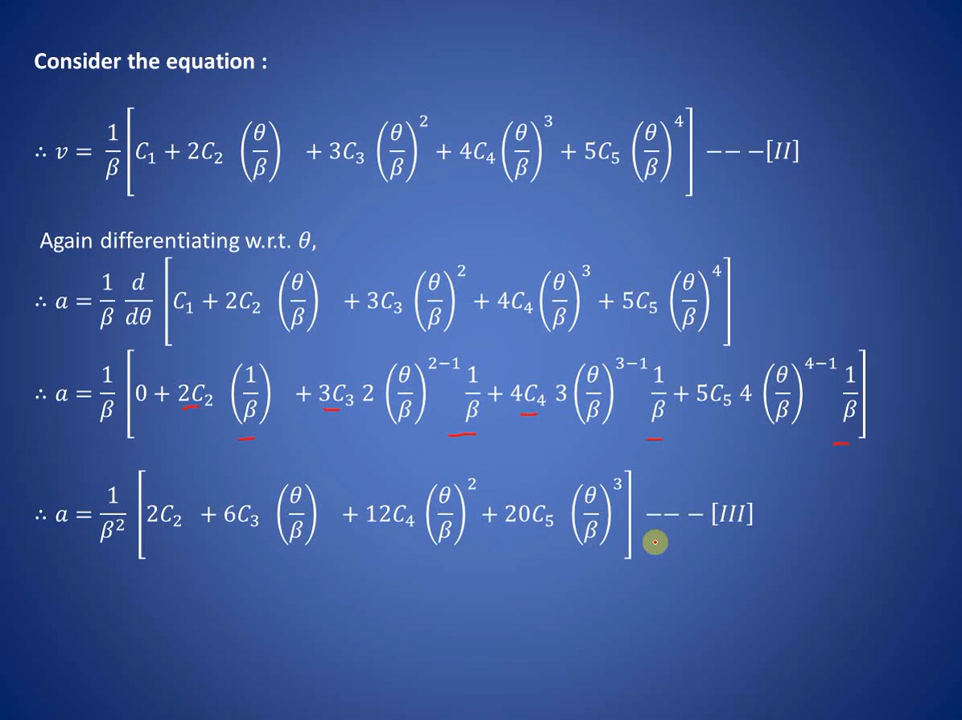 Consider the equation :
∴ 𝑣 = 1/𝛽 [𝐶₁ + 2𝐶₂ (𝜃/𝛽) + 3𝐶₃ (𝜃/𝛽)² + 4𝐶₄ (𝜃/𝛽)³ + 5𝐶₅ (𝜃/𝛽)⁴] −− −[𝐼𝐼]
Again differentiating w.r.t. 𝜃,
∴ 𝑎 = 1/𝛽 𝑑/𝑑𝜃 [𝐶₁ + 2𝐶₂ (𝜃/𝛽) + 3𝐶₃ (𝜃/𝛽)² + 4𝐶₄ (𝜃/𝛽)³ + 5𝐶₅ (𝜃/𝛽)⁴]
∴ 𝑎 = 1/𝛽 [0 + 2𝐶₂ (1/𝛽) + 3𝐶₃ 2 (𝜃/𝛽)²⁻¹ 1/𝛽 + 4𝐶₄ 3 (𝜃/𝛽)³⁻¹ 1/𝛽 + 5𝐶₅ 4 (𝜃/𝛽)⁴⁻¹ 1/𝛽]
∴ 𝑎 = 1/𝛽² [2𝐶₂ + 6𝐶₃ (𝜃/𝛽) + 12𝐶₄ (𝜃/𝛽)² + 20𝐶₅ (𝜃/𝛽)³] −− − [𝐼𝐼𝐼]